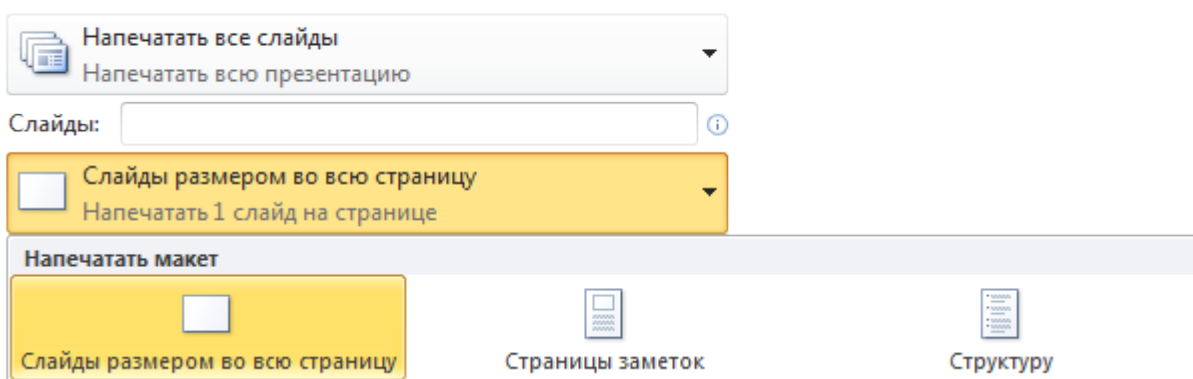 Напечатать все слайды
Напечатать всю презентацию
Слайды:
Слайды размером во всю страницу
Напечатать 1 слайд на странице
Напечатать макет
Слайды размером во всю страницу Страницы заметок Структуру